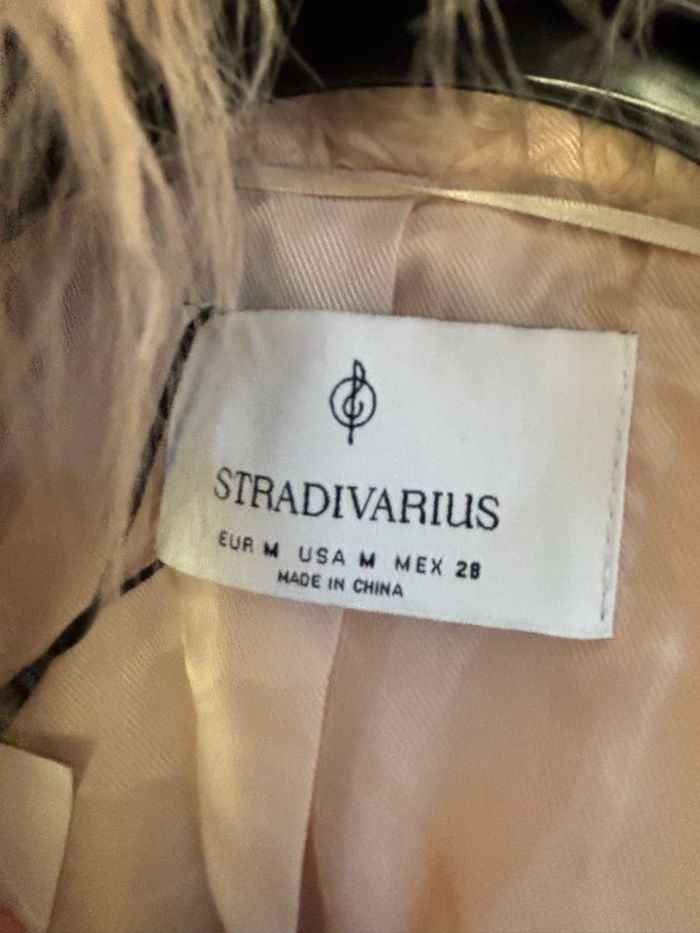 STRADIVARIUS
EUR M USA M MEX 28
MADE IN CHINA